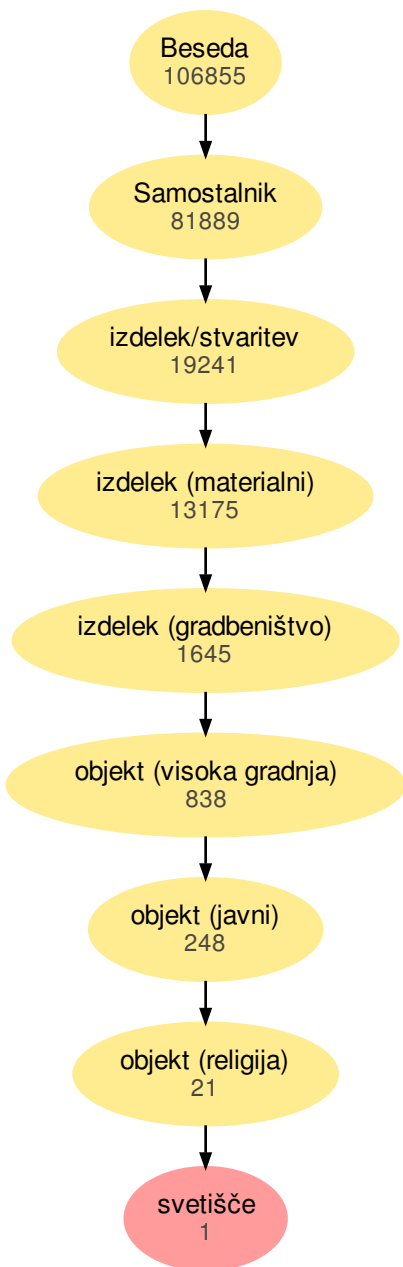 Beseda
106855
Samostalnik
81889
izdelek/stvaritev
19241
izdelek (materialni)
13175
izdelek (gradbeništvo)
1645
objekt (visoka gradnja)
838
objekt (javni)
248
objekt (religija)
21
svetišče
1